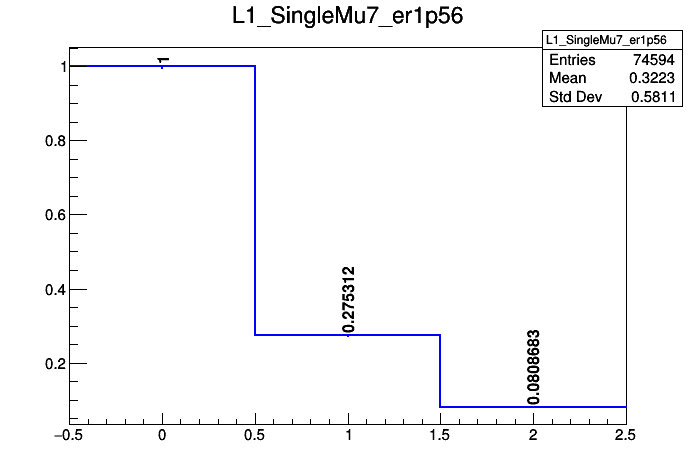 L1_SingleMu7_er1p56
L1_SingleMu7_er1p56
Entries 74594
Mean 0.3223
Std Dev 0.5811
1
0.8
0.6
0.4
0.2
1
0.275312
0.0808683
−0.5 0 0.5 1 1.5 2 2.5